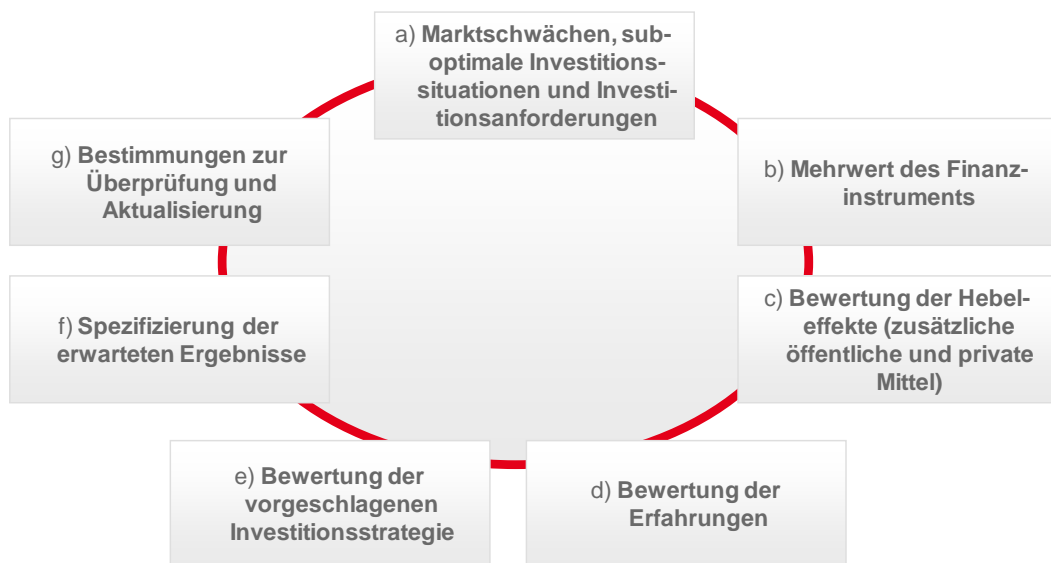 a) Marktschwächen, sub-
optimale Investitions-
situationen und Investi-
tionsanforderungen
b) Mehrwert des Finanz-
instruments
c) Bewertung der Hebel-
effekte (zusätzliche
öffentliche und private
Mittel)
d) Bewertung der
Erfahrungen
e) Bewertung der
vorgeschlagenen
Investitionsstrategie
f) Spezifizierung der
erwarteten Ergebnisse
g) Bestimmungen zur
Überprüfung und
Aktualisierung